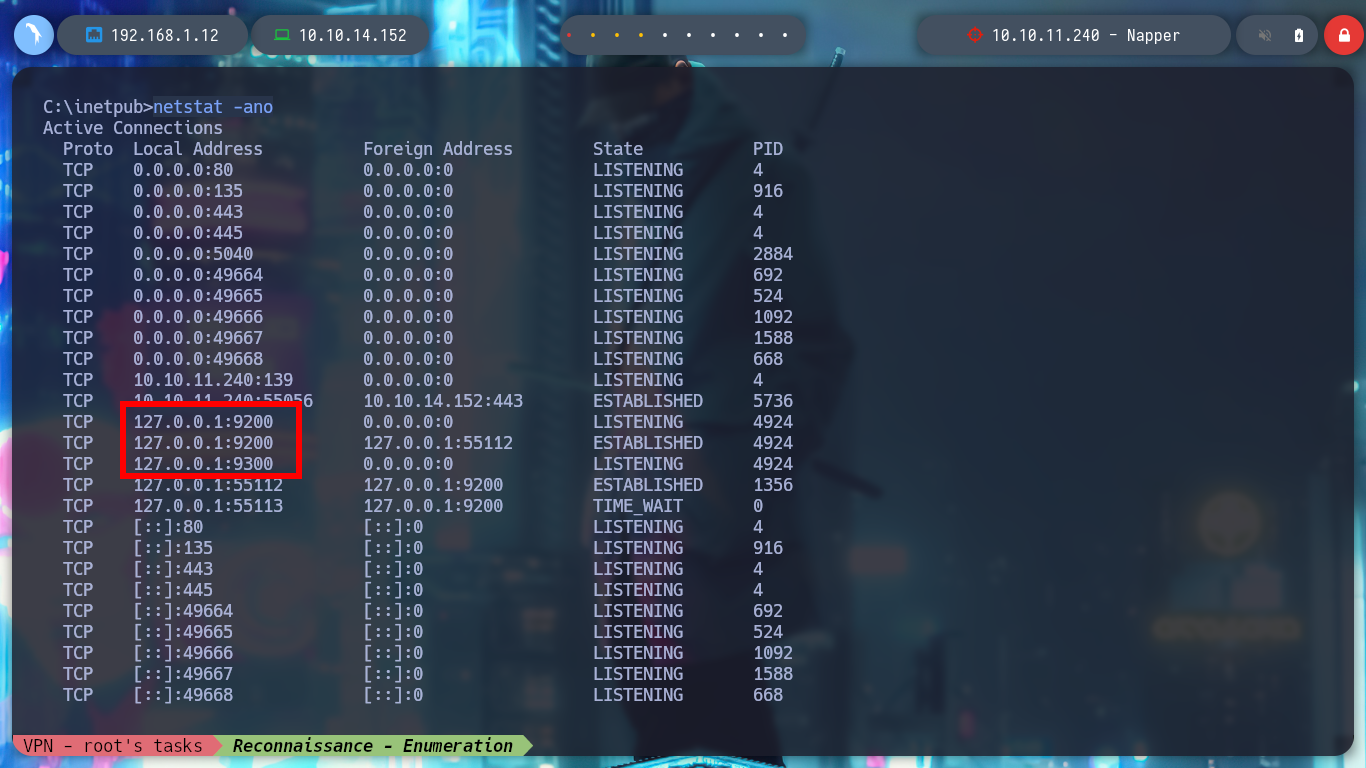 192.168.1.12 10.10.14.152 10.10.11.240 - Napper
C:\inetpub>netstat -ano
Active Connections
Proto Local Address Foreign Address State PID
TCP 0.0.0.0:80 0.0.0.0:0 LISTENING 4
TCP 0.0.0.0:135 0.0.0.0:0 LISTENING 916
TCP 0.0.0.0:443 0.0.0.0:0 LISTENING 4
TCP 0.0.0.0:445 0.0.0.0:0 LISTENING 4
TCP 0.0.0.0:5040 0.0.0.0:0 LISTENING 2884
TCP 0.0.0.0:49664 0.0.0.0:0 LISTENING 692
TCP 0.0.0.0:49665 0.0.0.0:0 LISTENING 524
TCP 0.0.0.0:49666 0.0.0.0:0 LISTENING 1092
TCP 0.0.0.0:49667 0.0.0.0:0 LISTENING 1588
TCP 0.0.0.0:49668 0.0.0.0:0 LISTENING 668
TCP 10.10.11.240:139 0.0.0.0:0 LISTENING 4
TCP 10.10.11.240:55056 10.10.14.152:443 ESTABLISHED 5736
TCP 127.0.0.1:9200 0.0.0.0:0 LISTENING 4924
TCP 127.0.0.1:9200 127.0.0.1:55112 ESTABLISHED 4924
TCP 127.0.0.1:9300 0.0.0.0:0 LISTENING 4924
TCP 127.0.0.1:55112 127.0.0.1:9200 ESTABLISHED 1356
TCP 127.0.0.1:55113 127.0.0.1:9200 TIME_WAIT 0
TCP [::]:80 [::]:0 LISTENING 4
TCP [::]:135 [::]:0 LISTENING 916
TCP [::]:443 [::]:0 LISTENING 4
TCP [::]:445 [::]:0 LISTENING 4
TCP [::]:49664 [::]:0 LISTENING 692
TCP [::]:49665 [::]:0 LISTENING 524
TCP [::]:49666 [::]:0 LISTENING 1092
TCP [::]:49667 [::]:0 LISTENING 1588
TCP [::]:49668 [::]:0 LISTENING 668
VPN - root's tasks Reconnaissance - Enumeration